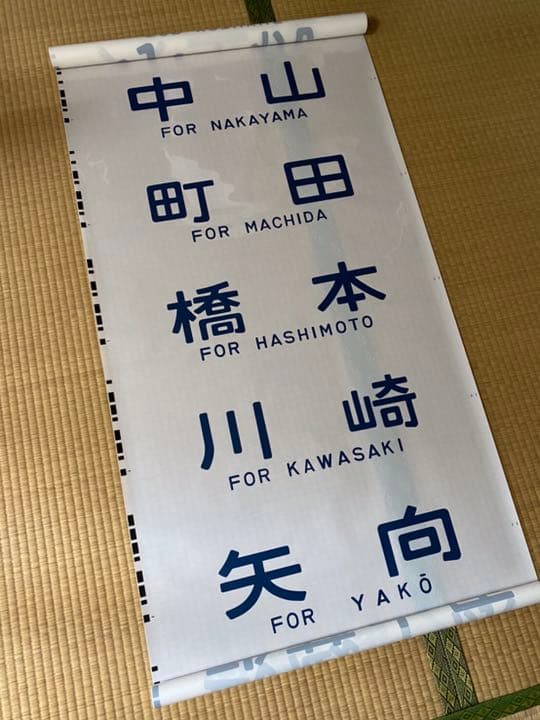 中山
FOR NAKAYAMA
町田
FOR MACHIDA
橋本
FOR HASHIMOTO
川崎
FOR KAWASAKI
矢向
FOR YAKŌ